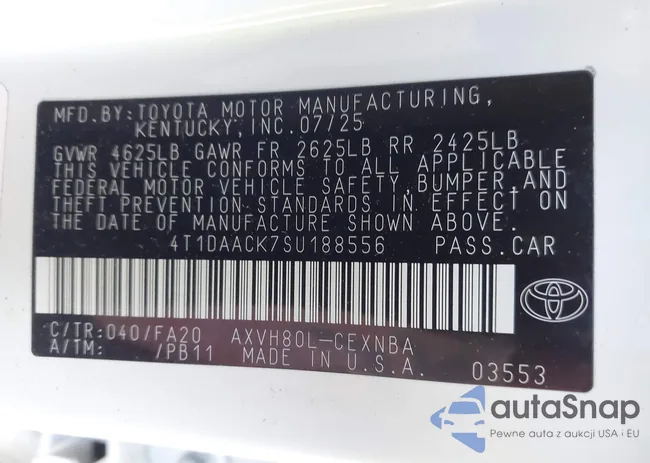 MFD.BY:TOYOTA MOTOR MANUFACTURING,
KENTUCKY,INC.07/25
GVWR 4625LB GAWR FR 2625LB RR 2425LB
THIS VEHICLE CONFORMS TO ALL APPLICABLE
FEDERAL MOTOR VEHICLE SAFETY,BUMPER,AND
THEFT PREVENTION STANDARDS IN EFFECT ON
THE DATE OF MANUFACTURE SHOWN ABOVE.
4T1DAACK7SU188556 PASS.CAR
C/TR:040/FA20 AXVH80L-CEXNBA
A/TM: /PB11 MADE IN U.S.A. 03553
autaSnap
Pewne auta z aukcji USA i EU